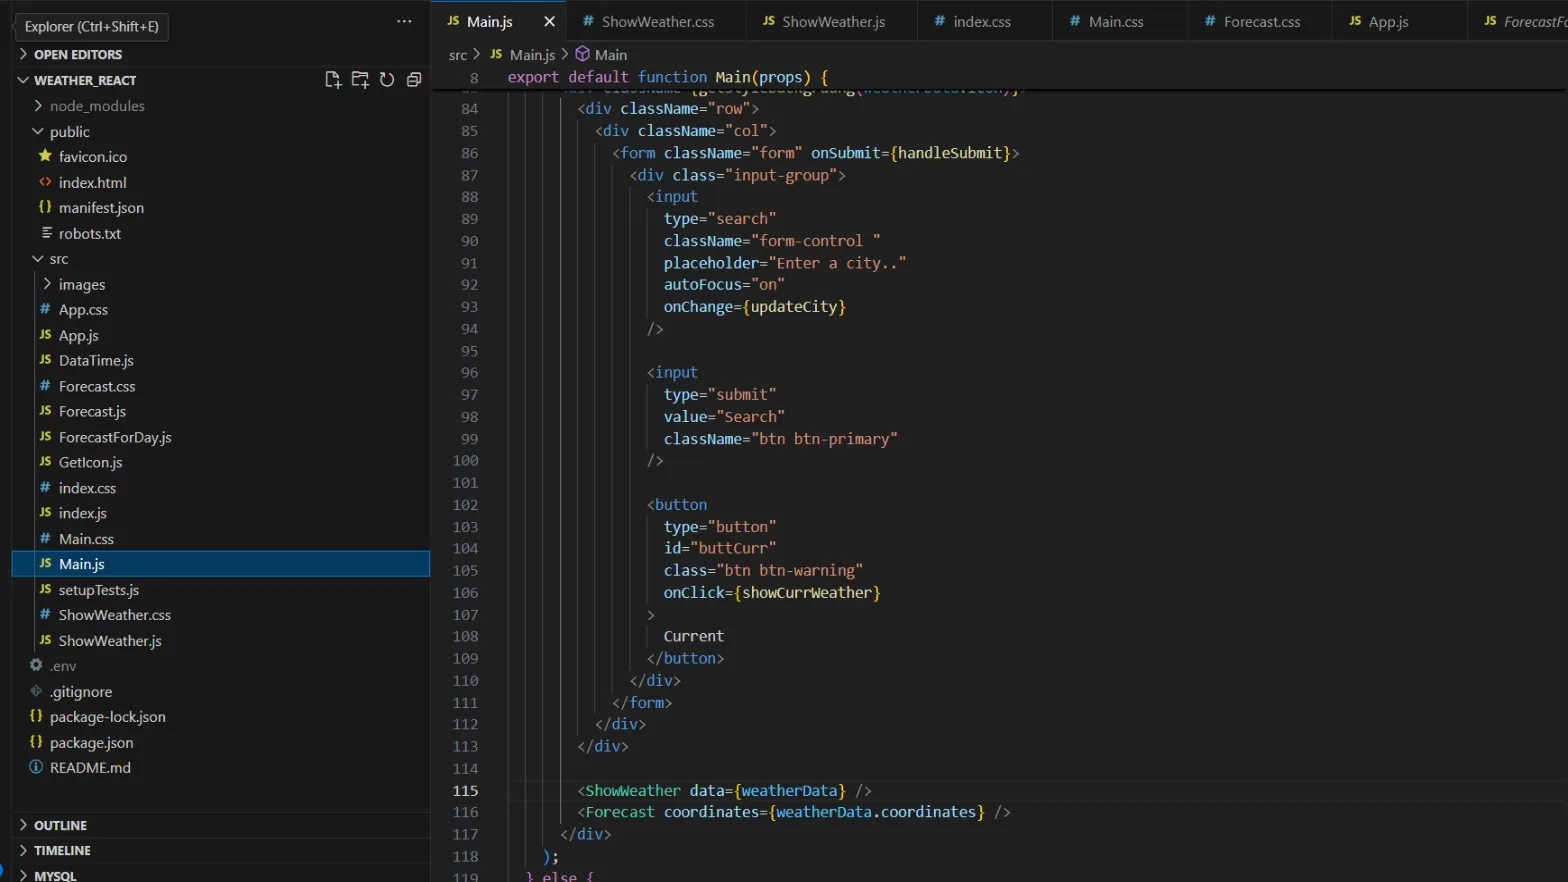 Explorer (Ctrl+Shift+E)
OPEN EDITORS
WEATHER_REACT
node_modules
public
favicon.ico
index.html
manifest.json
robots.txt
src
images
App.css
App.js
DataTime.js
Forecast.css
Forecast.js
ForecastForDay.js
GetIcon.js
index.css
index.js
Main.css
Main.js
setupTests.js
ShowWeather.css
ShowWeather.js
.env
.gitignore
package-lock.json
package.json
README.md
OUTLINE
TIMELINE
MYSQL
JS Main.js # ShowWeather.css JS ShowWeather.js # index.css # Main.css # Forecast.css JS App.js JS ForecastFo
src > JS Main.js > Main
8 export default function Main(props) {
84 <div className="row">
85 <div className="col">
86 <form className="form" onSubmit={handleSubmit}>
87 <div class="input-group">
88 <input
89 type="search"
90 className="form-control "
91 placeholder="Enter a city.."
92 autoFocus="on"
93 onChange={updateCity}
94 />
95
96 <input
97 type="submit"
98 value="Search"
99 className="btn btn-primary"
100 />
101
102 <button
103 type="button"
104 id="buttCurr"
105 class="btn btn-warning"
106 onClick={showCurrWeather}
107 >
108 Current
109 </button>
110 </div>
111 </form>
112 </div>
113 </div>
114
115 <ShowWeather data={weatherData} />
116 <Forecast coordinates={weatherData.coordinates} />
117 </div>
118 );
119 } else {